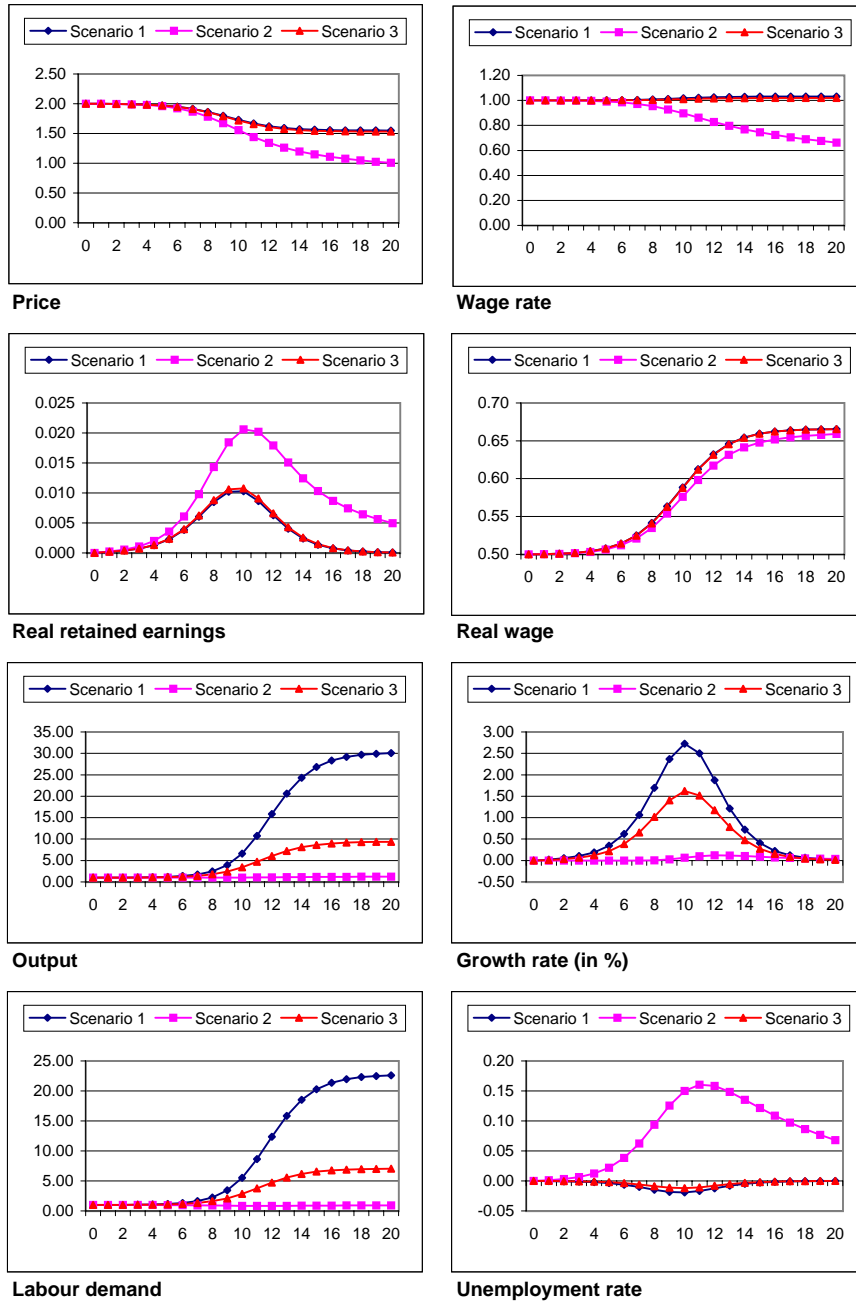 Scenario 1 Scenario 2 Scenario 3
2.50
2.00
1.50
1.00
0.50
0.00
0 2 4 6 8 10 12 14 16 18 20
Price
Scenario 1 Scenario 2 Scenario 3
1.20
1.00
0.80
0.60
0.40
0.20
0.00
0 2 4 6 8 10 12 14 16 18 20
Wage rate
Scenario 1 Scenario 2 Scenario 3
0.025
0.020
0.015
0.010
0.005
0.000
0 2 4 6 8 10 12 14 16 18 20
Real retained earnings
Scenario 1 Scenario 2 Scenario 3
0.70
0.65
0.60
0.55
0.50
0 2 4 6 8 10 12 14 16 18 20
Real wage
Scenario 1 Scenario 2 Scenario 3
35.00
30.00
25.00
20.00
15.00
10.00
5.00
0.00
0 2 4 6 8 10 12 14 16 18 20
Output
Scenario 1 Scenario 2 Scenario 3
3.00
2.50
2.00
1.50
1.00
0.50
0.00
-0.50
0 2 4 6 8 10 12 14 16 18 20
Growth rate (in %)
Scenario 1 Scenario 2 Scenario 3
25.00
20.00
15.00
10.00
5.00
0.00
0 2 4 6 8 10 12 14 16 18 20
Labour demand
Scenario 1 Scenario 2 Scenario 3
0.20
0.15
0.10
0.05
0.00
-0.05
0 2 4 6 8 10 12 14 16 18 20
Unemployment rate